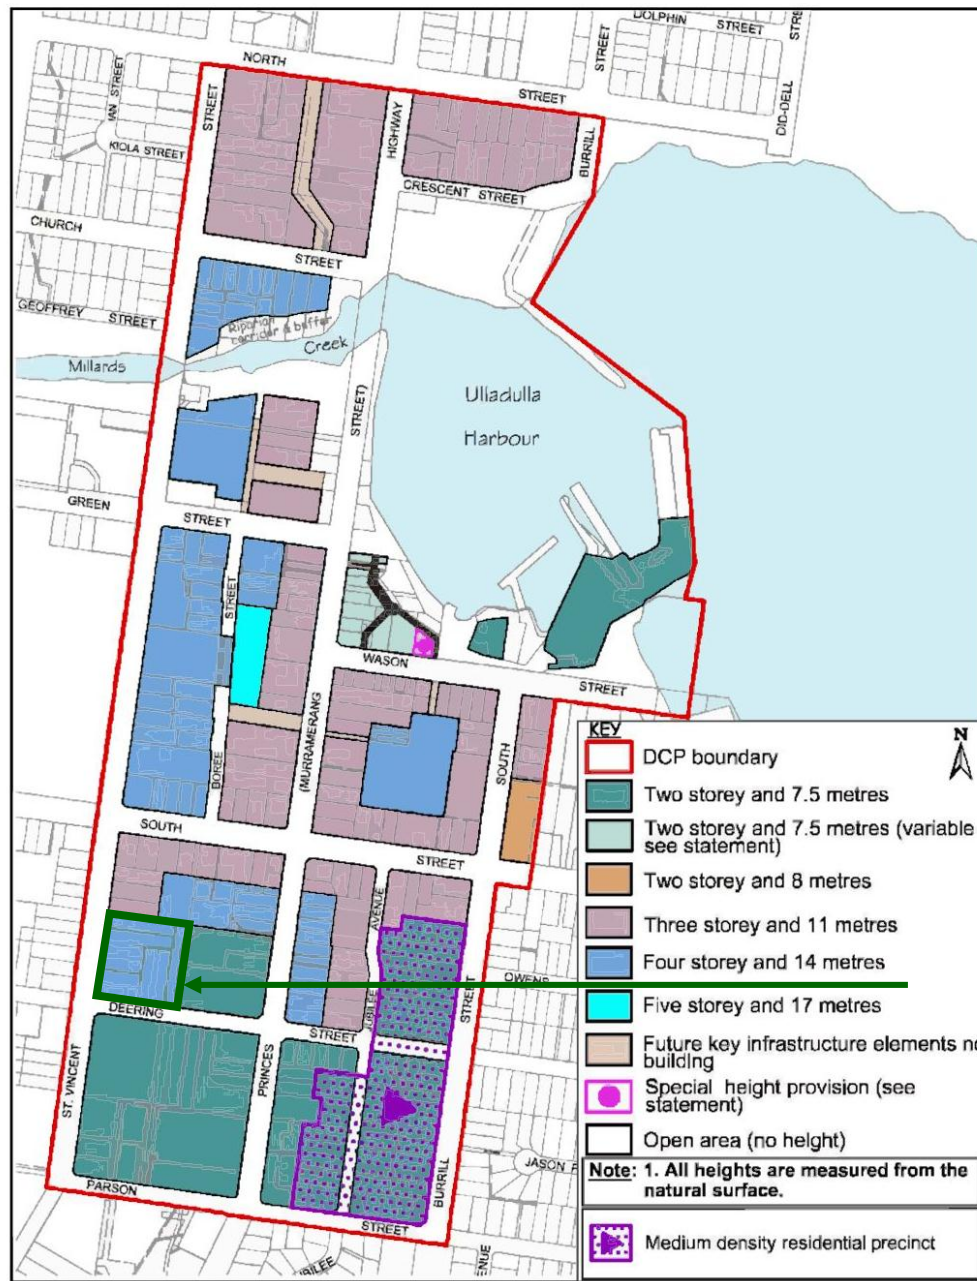 DOLPHIN STREET
STREET
DID-DELL
NORTH
STREET
IAN STREET
KIOLA STREET
STREET
HIGHWAY
BURRILL
CRESCENT STREET
CHURCH
STREET
GEOFFREY STREET
Riparian
corridor & buffer
Creek
Millards
STREET)
Ulladulla
Harbour
GREEN
STREET
STREET
WASON
STREET
BOREE
(MURRAMERANG
SOUTH
SOUTH
STREET
AVENUE
DEERING
STREET
JUBILEE
STREET
OWENS
ST. VINCENT
PRINCES
PARSON
STREET
BURRILL
JASON
KEY
N
DCP boundary
Two storey and 7.5 metres
Two storey and 7.5 metres (variable
see statement)
Two storey and 8 metres
Three storey and 11 metres
Four storey and 14 metres
Five storey and 17 metres
Future key infrastructure elements no
building
Special height provision (see
statement)
Open area (no height)
Note: 1. All heights are measured from the
natural surface.
Medium density residential precinct